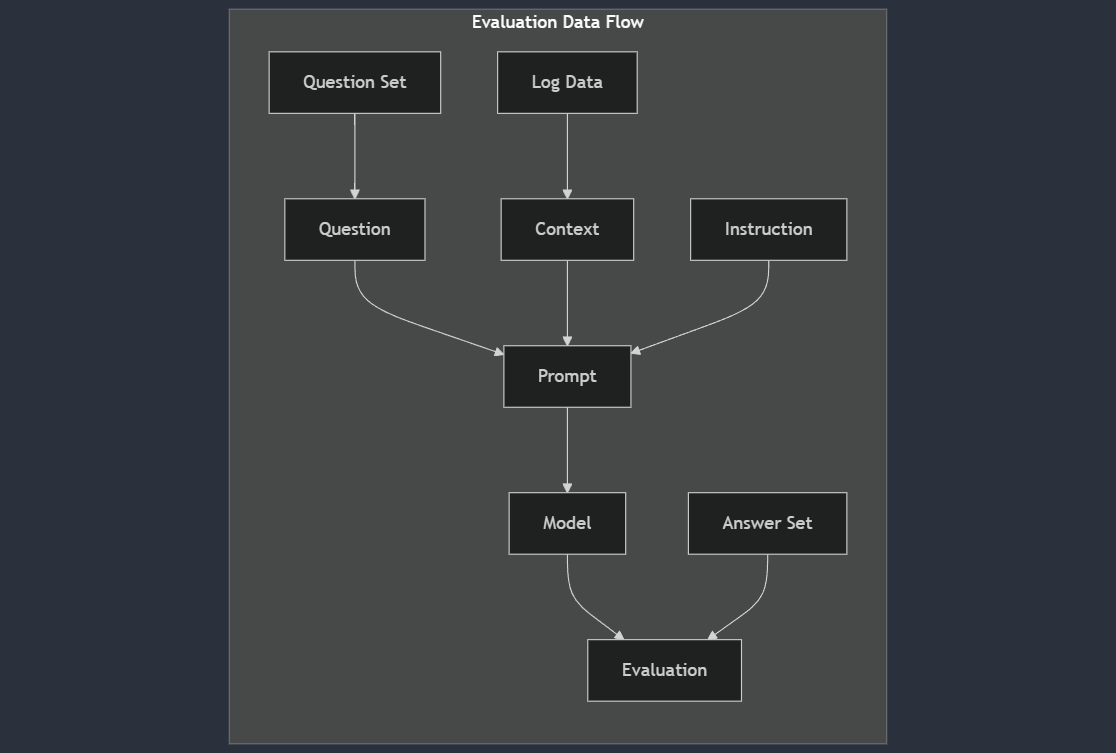 Evaluation Data Flow
Question Set
Log Data
Question
Context
Instruction
Prompt
Model
Answer Set
Evaluation